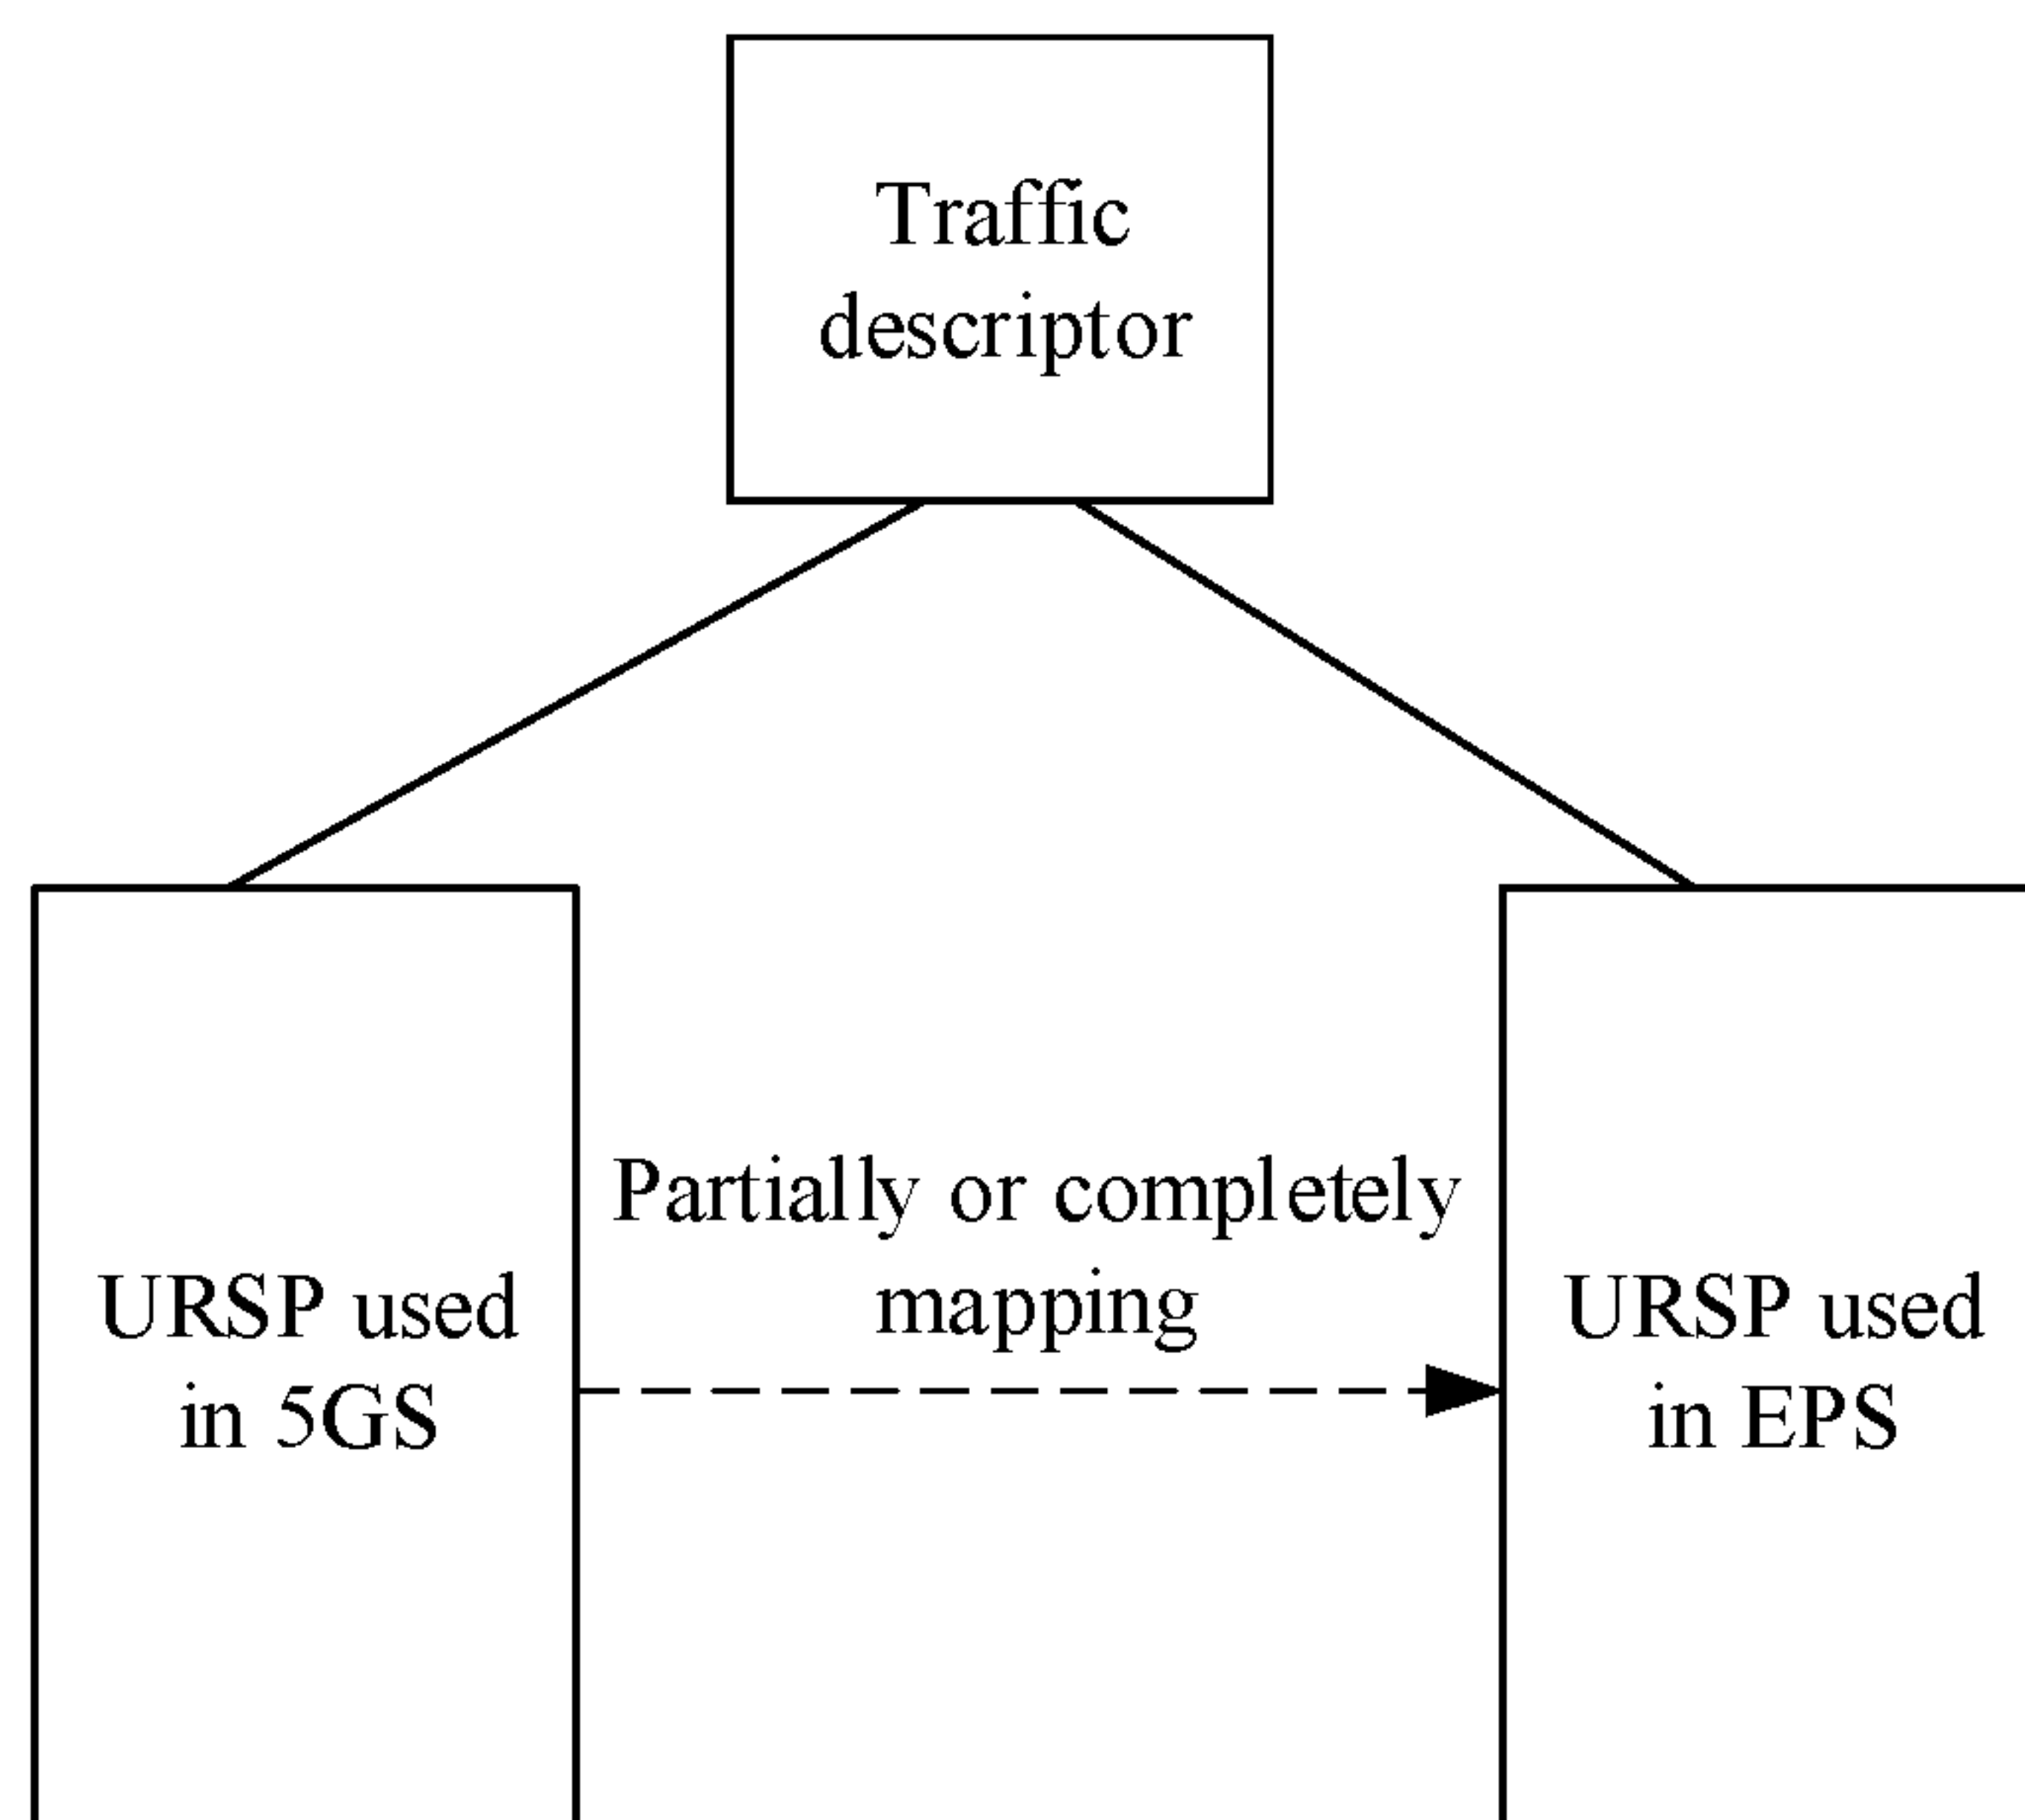 Traffic
descriptor
Partially or completely
mapping
URSP used
in 5GS
URSP used
in EPS